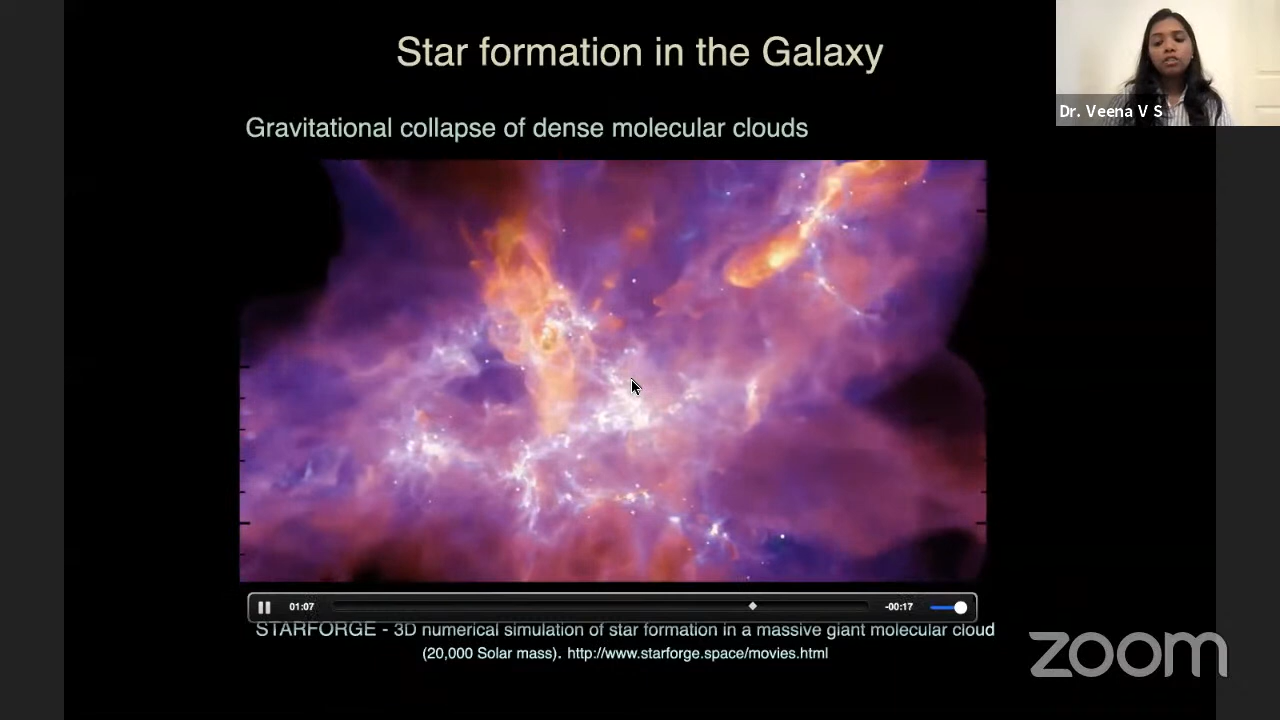 Star formation in the Galaxy
Dr. Veena V S
Gravitational collapse of dense molecular clouds
01:07
-00:17
STARFORGE - 3D numerical simulation of star formation in a massive giant molecular cloud
(20,000 Solar mass). http://www.starforge.space/movies.html
zoom